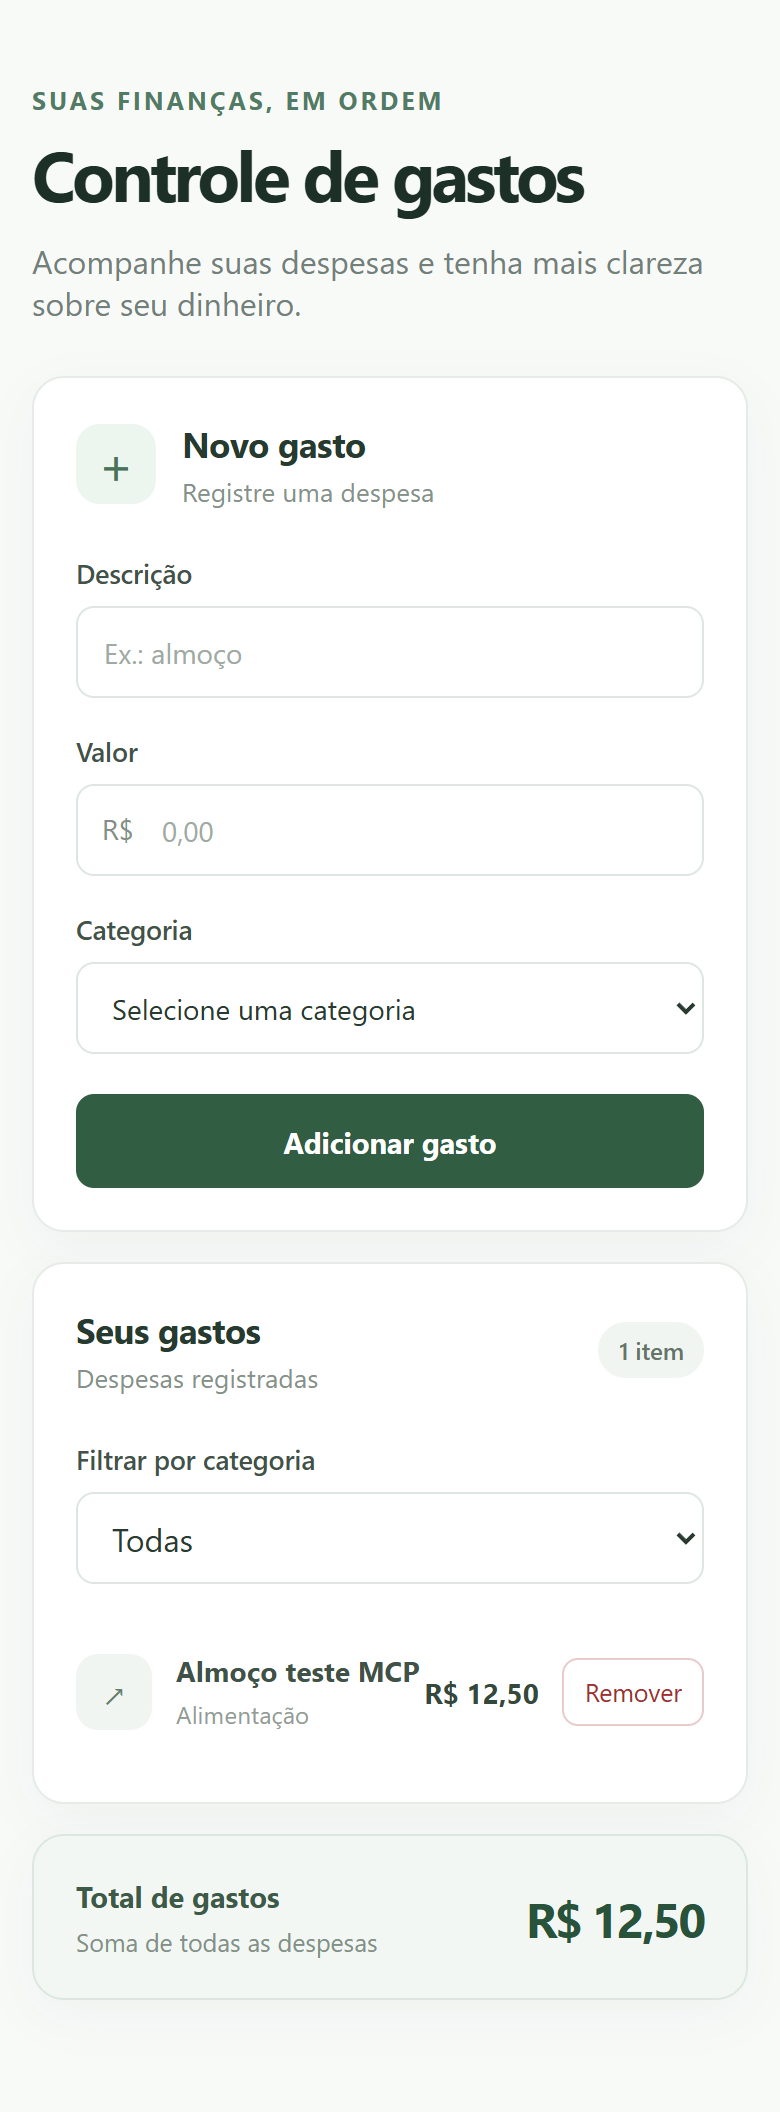 SUAS FINANÇAS, EM ORDEM
Controle de gastos
Acompanhe suas despesas e tenha mais clareza
sobre seu dinheiro.
+
Novo gasto
Registre uma despesa
Descrição
Ex.: almoço
Valor
R$ 0,00
Categoria
Selecione uma categoria
Adicionar gasto
Seus gastos
1 item
Despesas registradas
Filtrar por categoria
Todas
↗
Almoço teste MCP
R$ 12,50
Remover
Alimentação
Total de gastos
R$ 12,50
Soma de todas as despesas